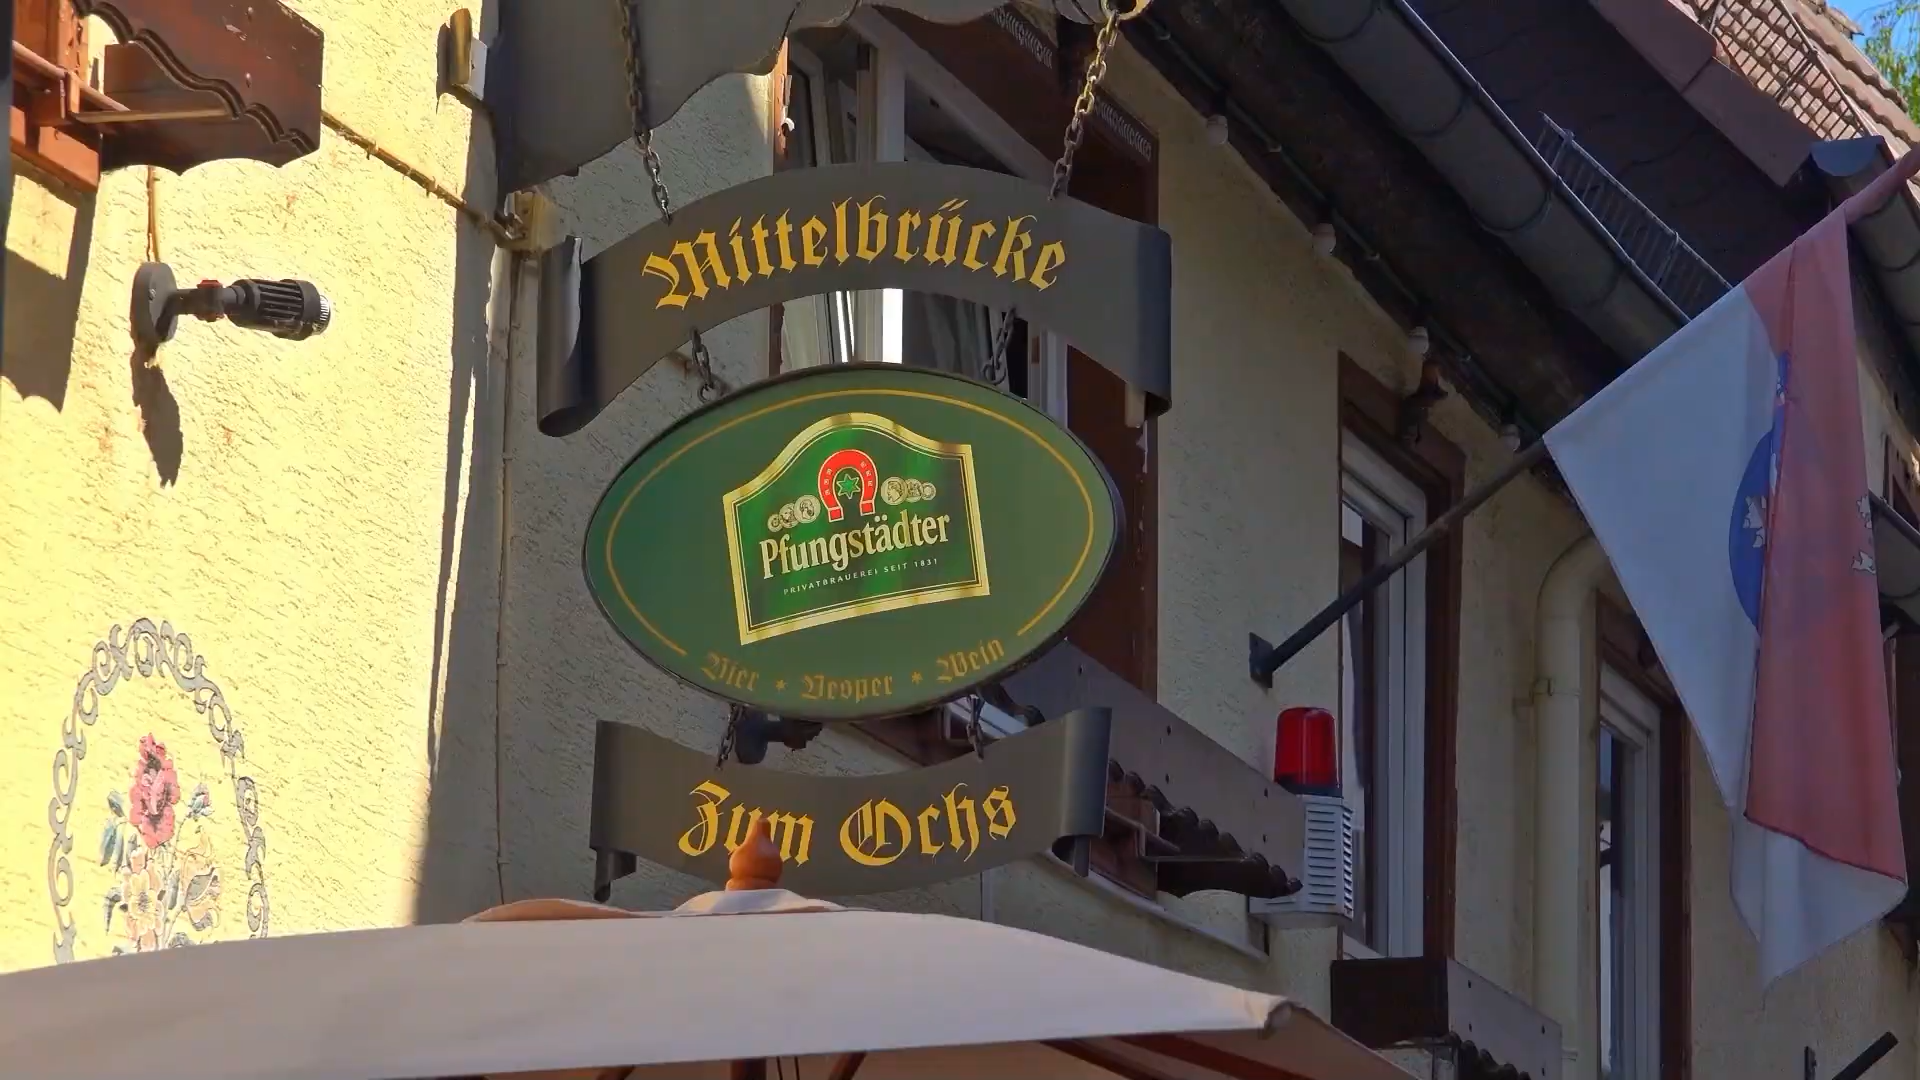 Mittelbrücke
Pfungstädter
PRIVATBRAUEREI SEIT 1831
Bier * Vesper * Wein
Zum Ochs